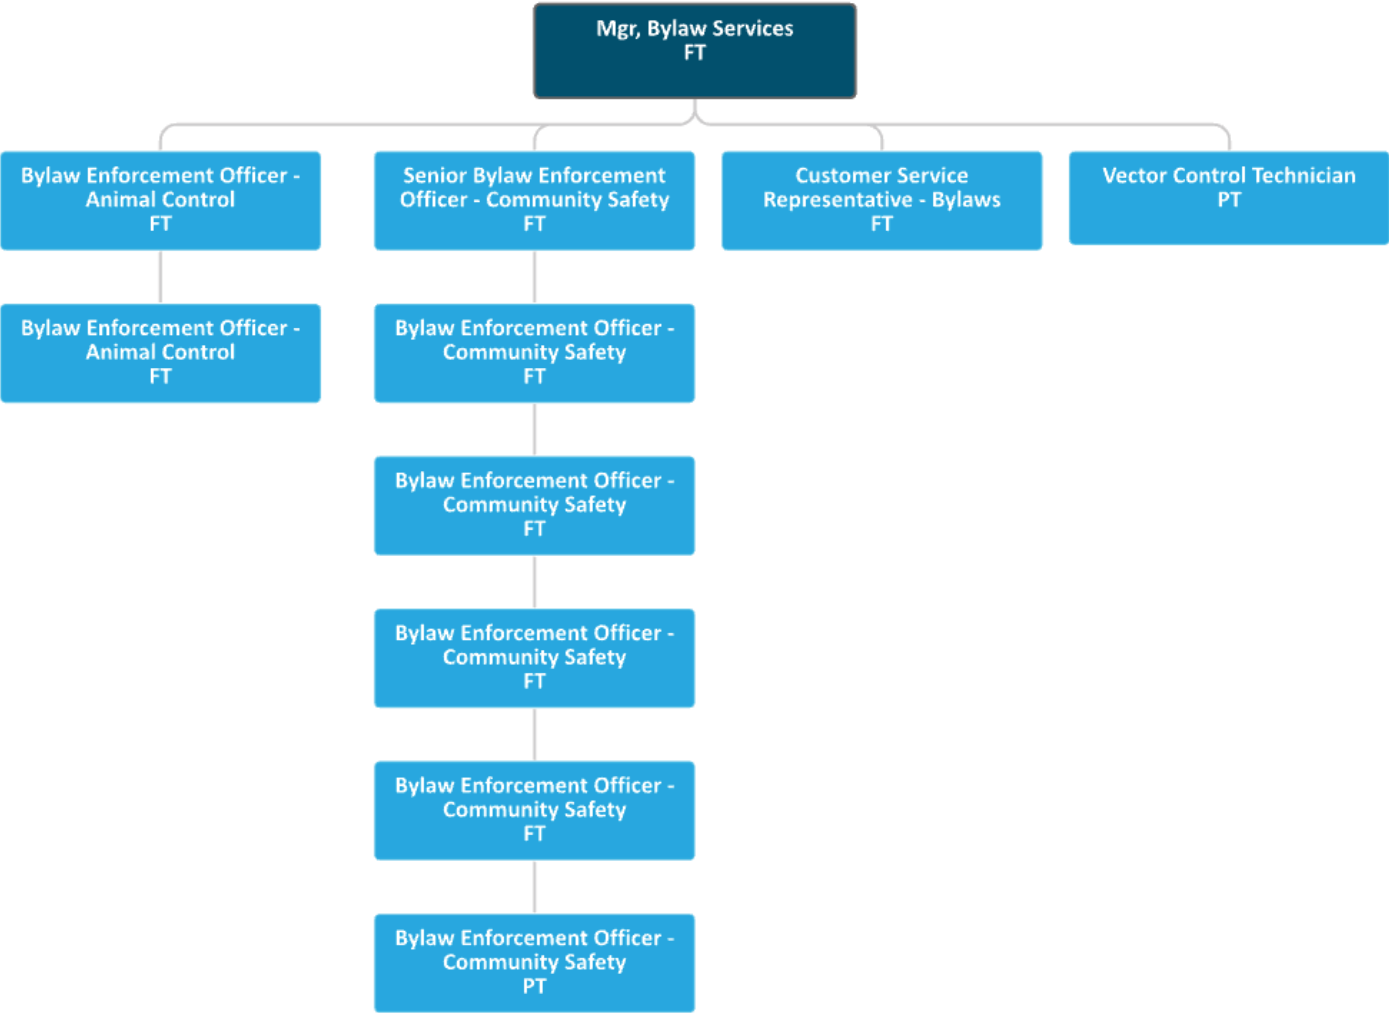 Mgr, Bylaw Services
FT
Bylaw Enforcement Officer -
Animal Control
FT
Senior Bylaw Enforcement
Officer - Community Safety
FT
Customer Service
Representative - Bylaws
FT
Vector Control Technician
PT
Bylaw Enforcement Officer -
Animal Control
FT
Bylaw Enforcement Officer -
Community Safety
FT
Bylaw Enforcement Officer -
Community Safety
FT
Bylaw Enforcement Officer -
Community Safety
FT
Bylaw Enforcement Officer -
Community Safety
FT
Bylaw Enforcement Officer -
Community Safety
PT